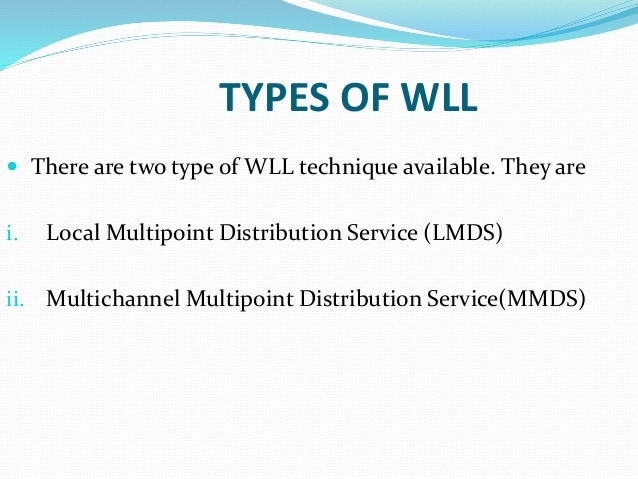 TYPES OF WLL
• There are two type of WLL technique available. They are
i. Local Multipoint Distribution Service (LMDS)
ii. Multichannel Multipoint Distribution Service(MMDS)